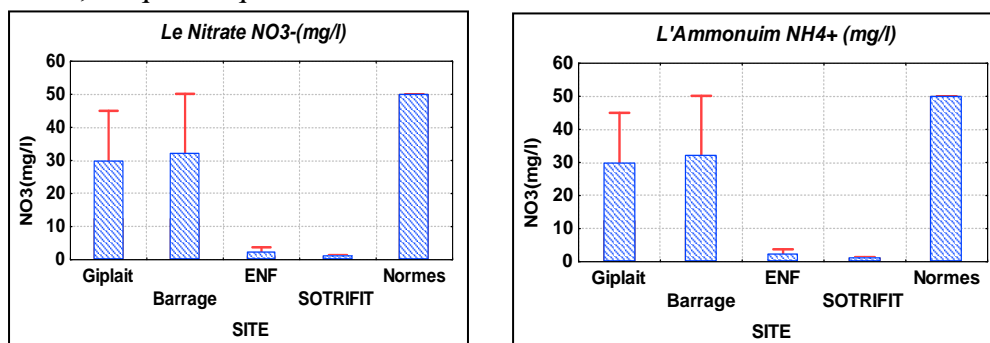 Le Nitrate NO3-(mg/l)
60
50
40
30
20
10
0
NO3(mg/l)
Giplait
Barrage
ENF
SOTRIFIT
Normes
SITE
L'Ammonuim NH4+ (mg/l)
60
50
40
30
20
10
0
NO3(mg/l)
Giplait
Barrage
ENF
SOTRIFIT
Normes
SITE